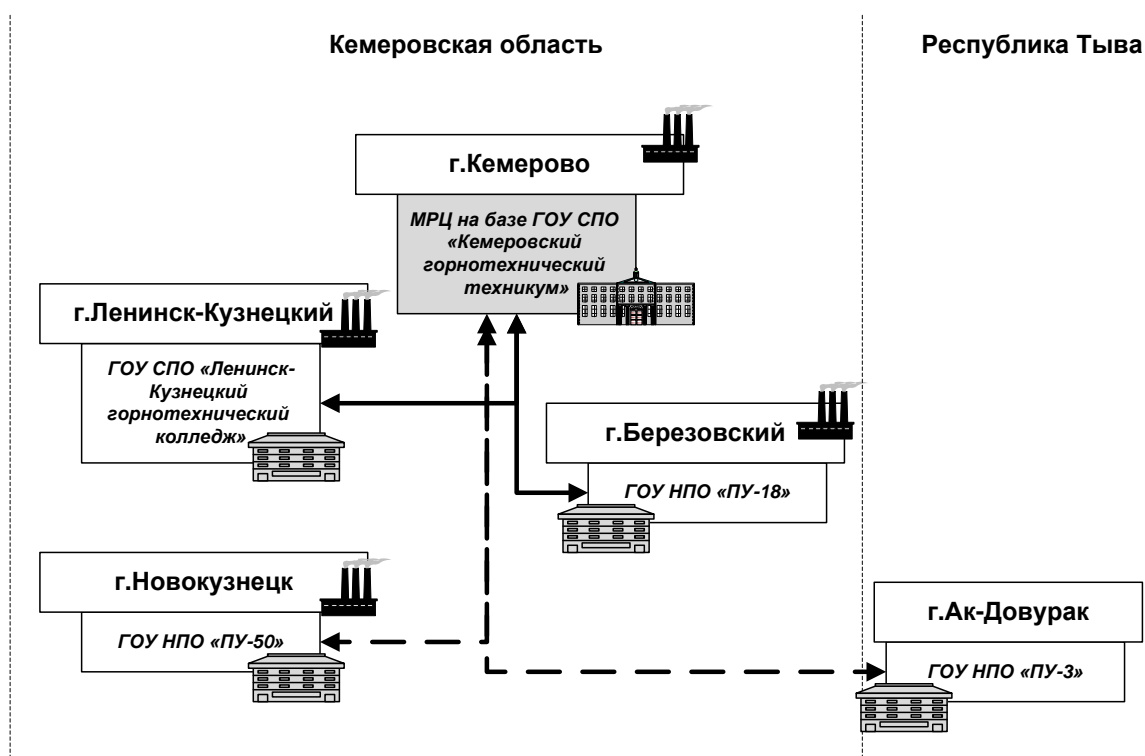 Кемеровская область
Республика Тыва
г.Кемерово
МРЦ на базе ГОУ СПО
«Кемеровский
горнотехнический
техникум»
г.Ленинск-Кузнецкий
ГОУ СПО «Ленинск-
Кузнецкий
горнотехнический
колледж»
г.Березовский
ГОУ НПО «ПУ-18»
г.Новокузнецк
ГОУ НПО «ПУ-50»
г.Ак-Довурак
ГОУ НПО «ПУ-3»